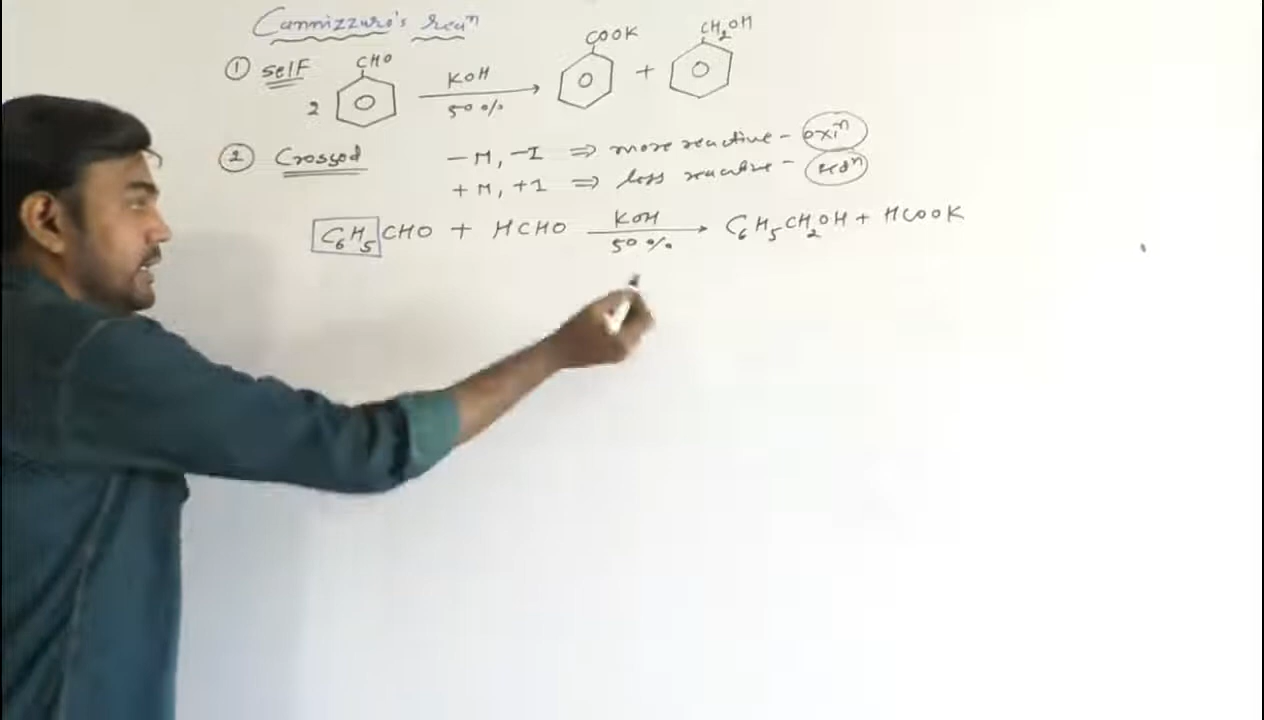 Cannizzaro's reaⁿ
① Self 2 CHO KOH 50 % → COOK + CH₂OH
② Crossed −M, −I ⇒ more reactive − oxiⁿ
+M, +I ⇒ less reactive − redⁿ
C₆H₅CHO + HCHO KOH 50 % → C₆H₅CH₂OH + HCOOK